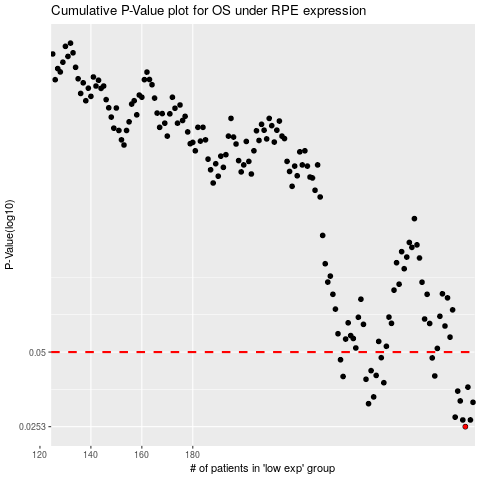 Cumulative P-Value plot for OS under RPE expression
P-Value(log10)
0.05
0.0253
120 140 160 180
# of patients in 'low exp' group